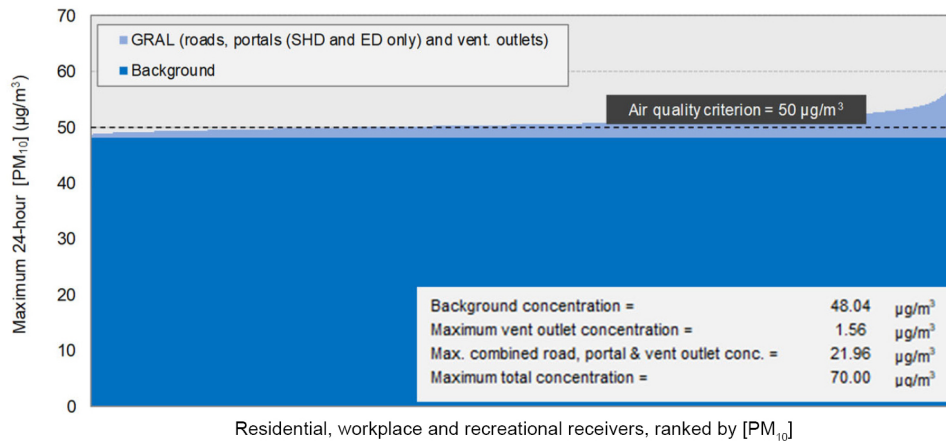 70
GRAL (roads, portals (SHD and ED only) and vent. outlets)
Background
60
50
Air quality criterion = 50 µg/m³
40
30
20
10
0
Maximum 24-hour [PM₁₀] (µg/m³)
Background concentration = 48.04 µg/m³
Maximum vent outlet concentration = 1.56 µg/m³
Max. combined road, portal & vent outlet conc. = 21.96 µg/m³
Maximum total concentration = 70.00 µg/m³
Residential, workplace and recreational receivers, ranked by [PM₁₀]